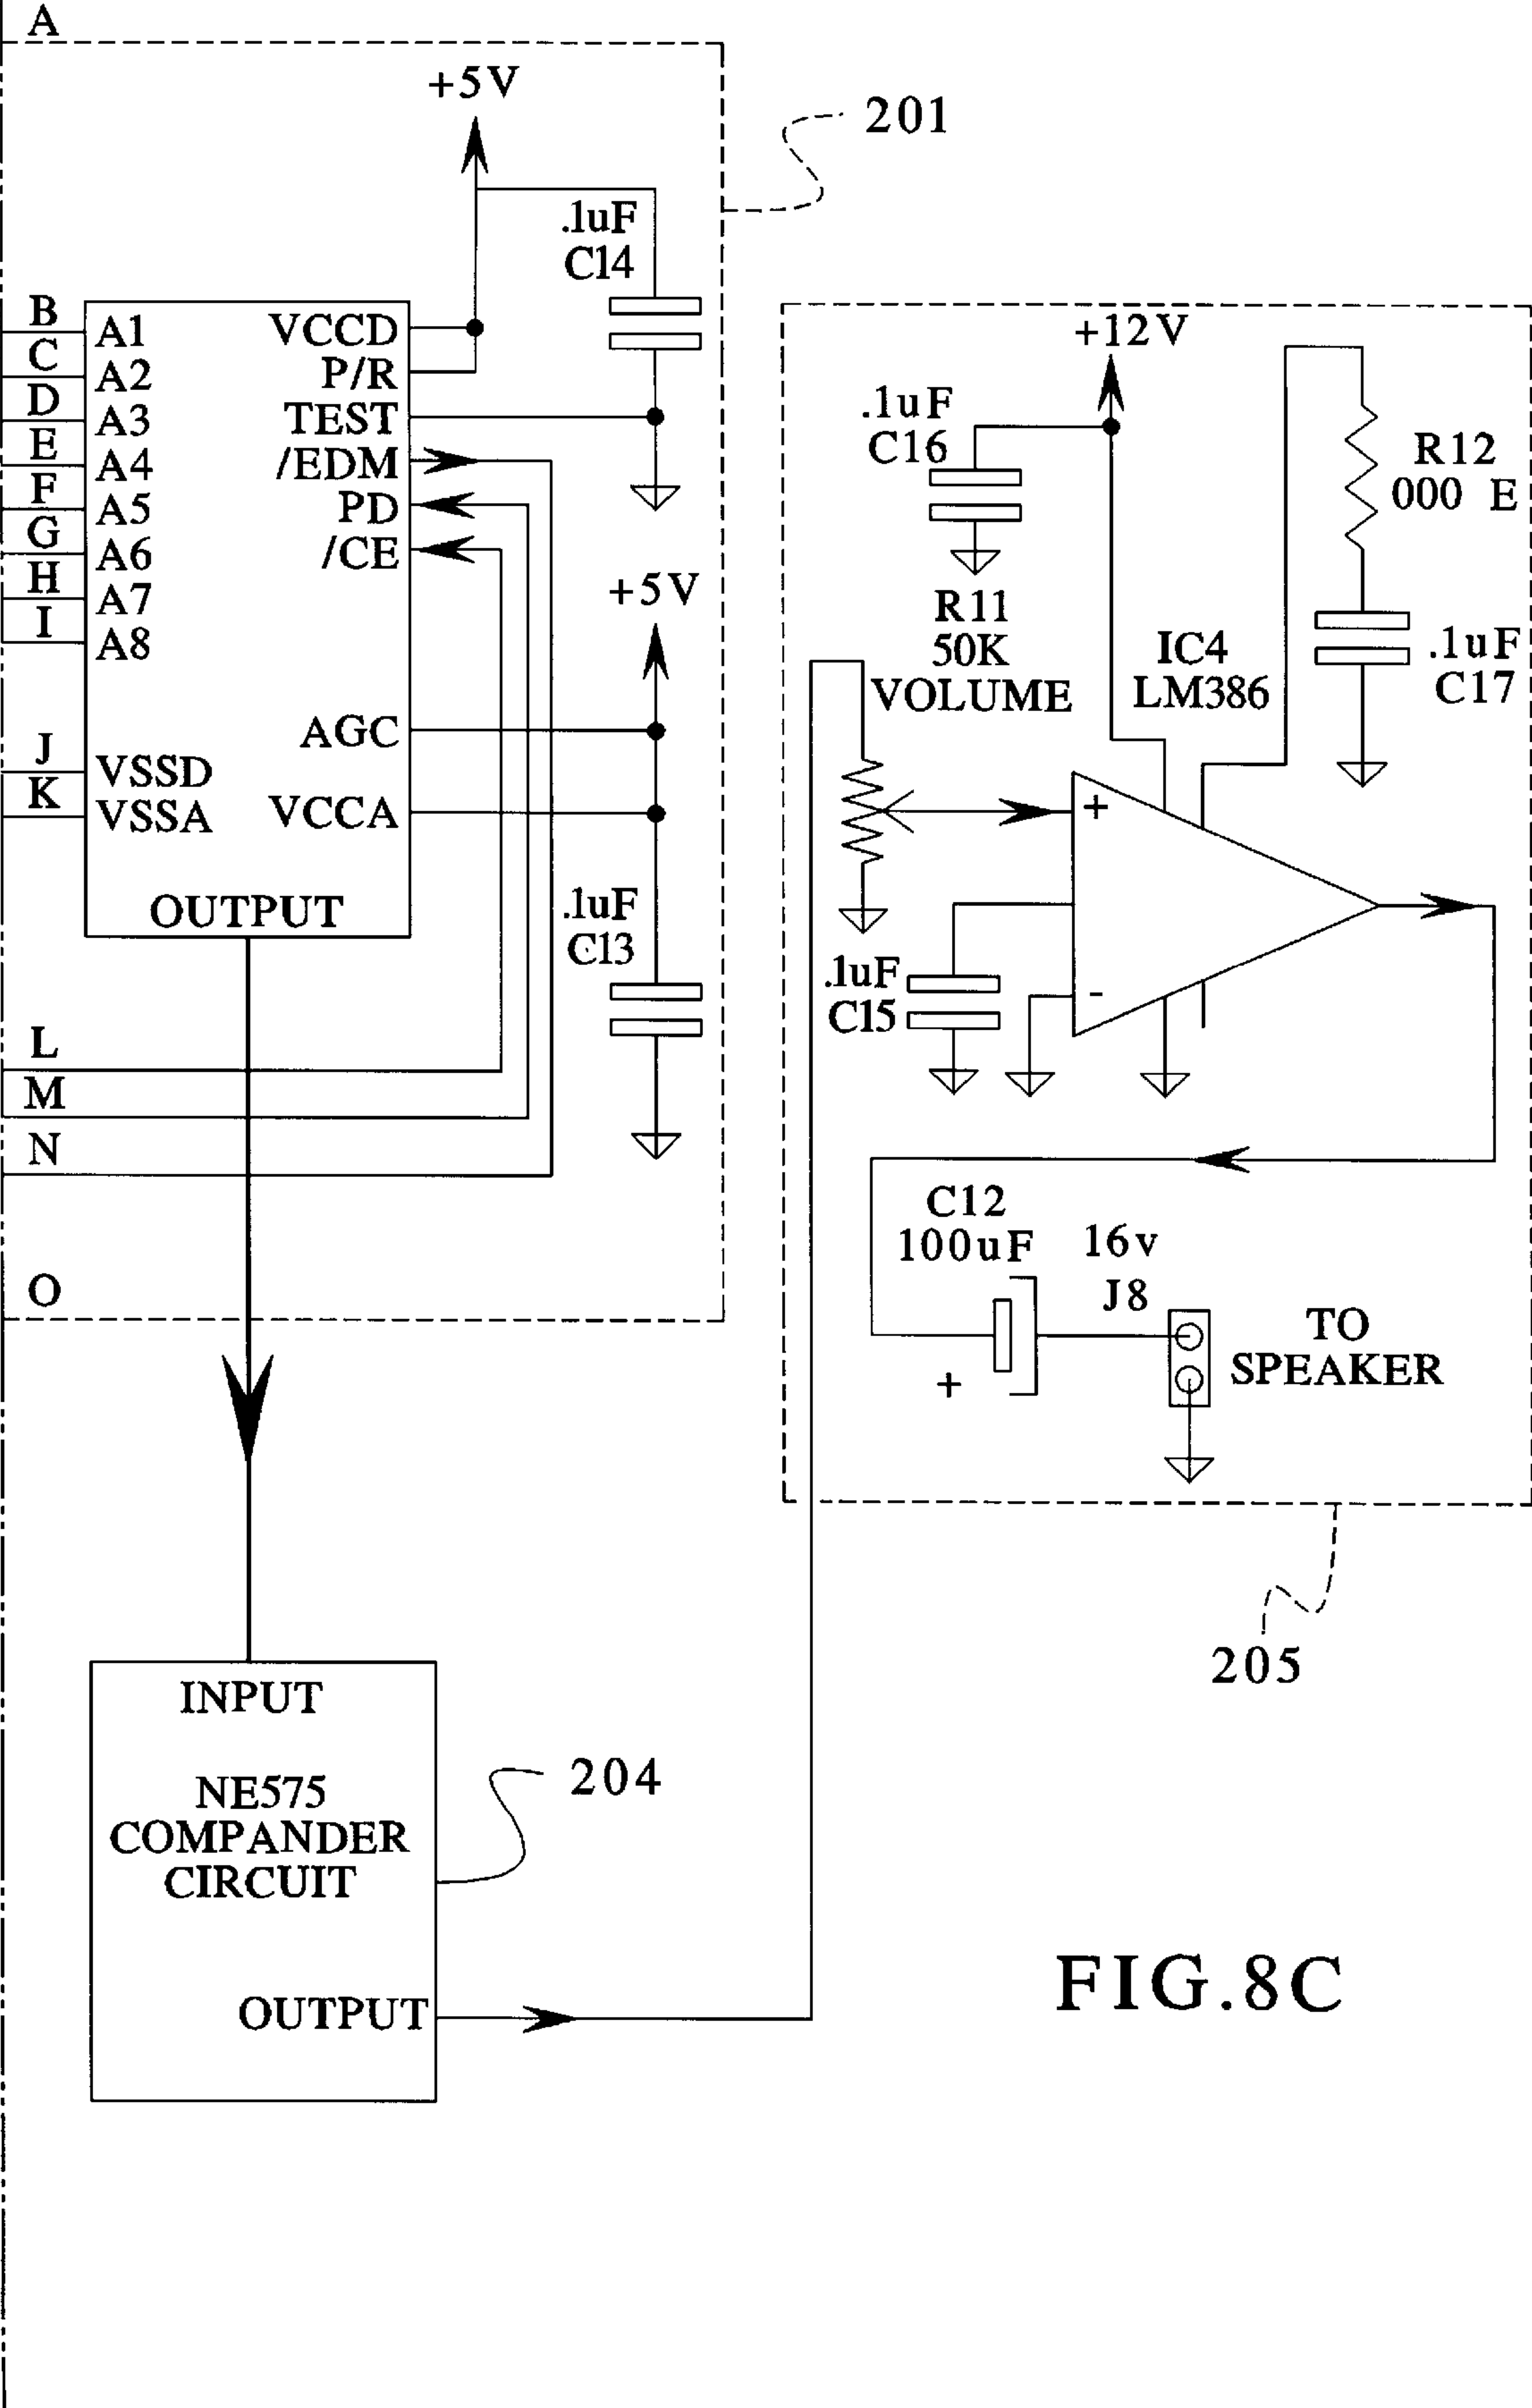 A
+5V
201
.1uF
C14
B
C
D
E
F
G
H
I
J
K
A1
A2
A3
A4
A5
A6
A7
A8
VSSD
VSSA
VCCD
P/R
TEST
/EDM
PD
/CE
AGC
VCCA
OUTPUT
+5V
.1uF
C13
L
M
N
O
+12V
.1uF
C16
R12
000 E
R11
50K
VOLUME
IC4
LM386
.1uF
C17
+
-
.1uF
C15
C12
100uF
16v
J8
+
TO
SPEAKER
205
INPUT
NE575
COMPANDER
CIRCUIT
OUTPUT
204
FIG.8C